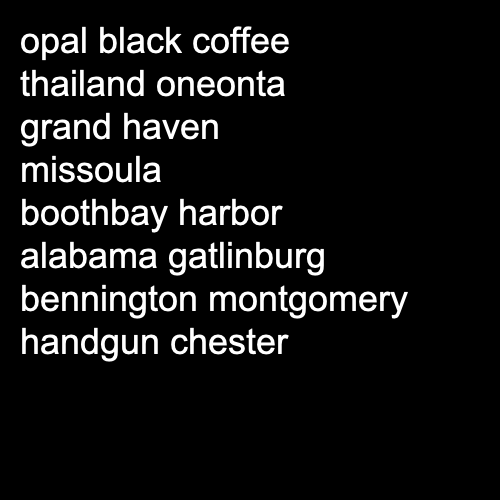 opal black coffee
thailand oneonta
grand haven
missoula
boothbay harbor
alabama gatlinburg
bennington montgomery
handgun chester